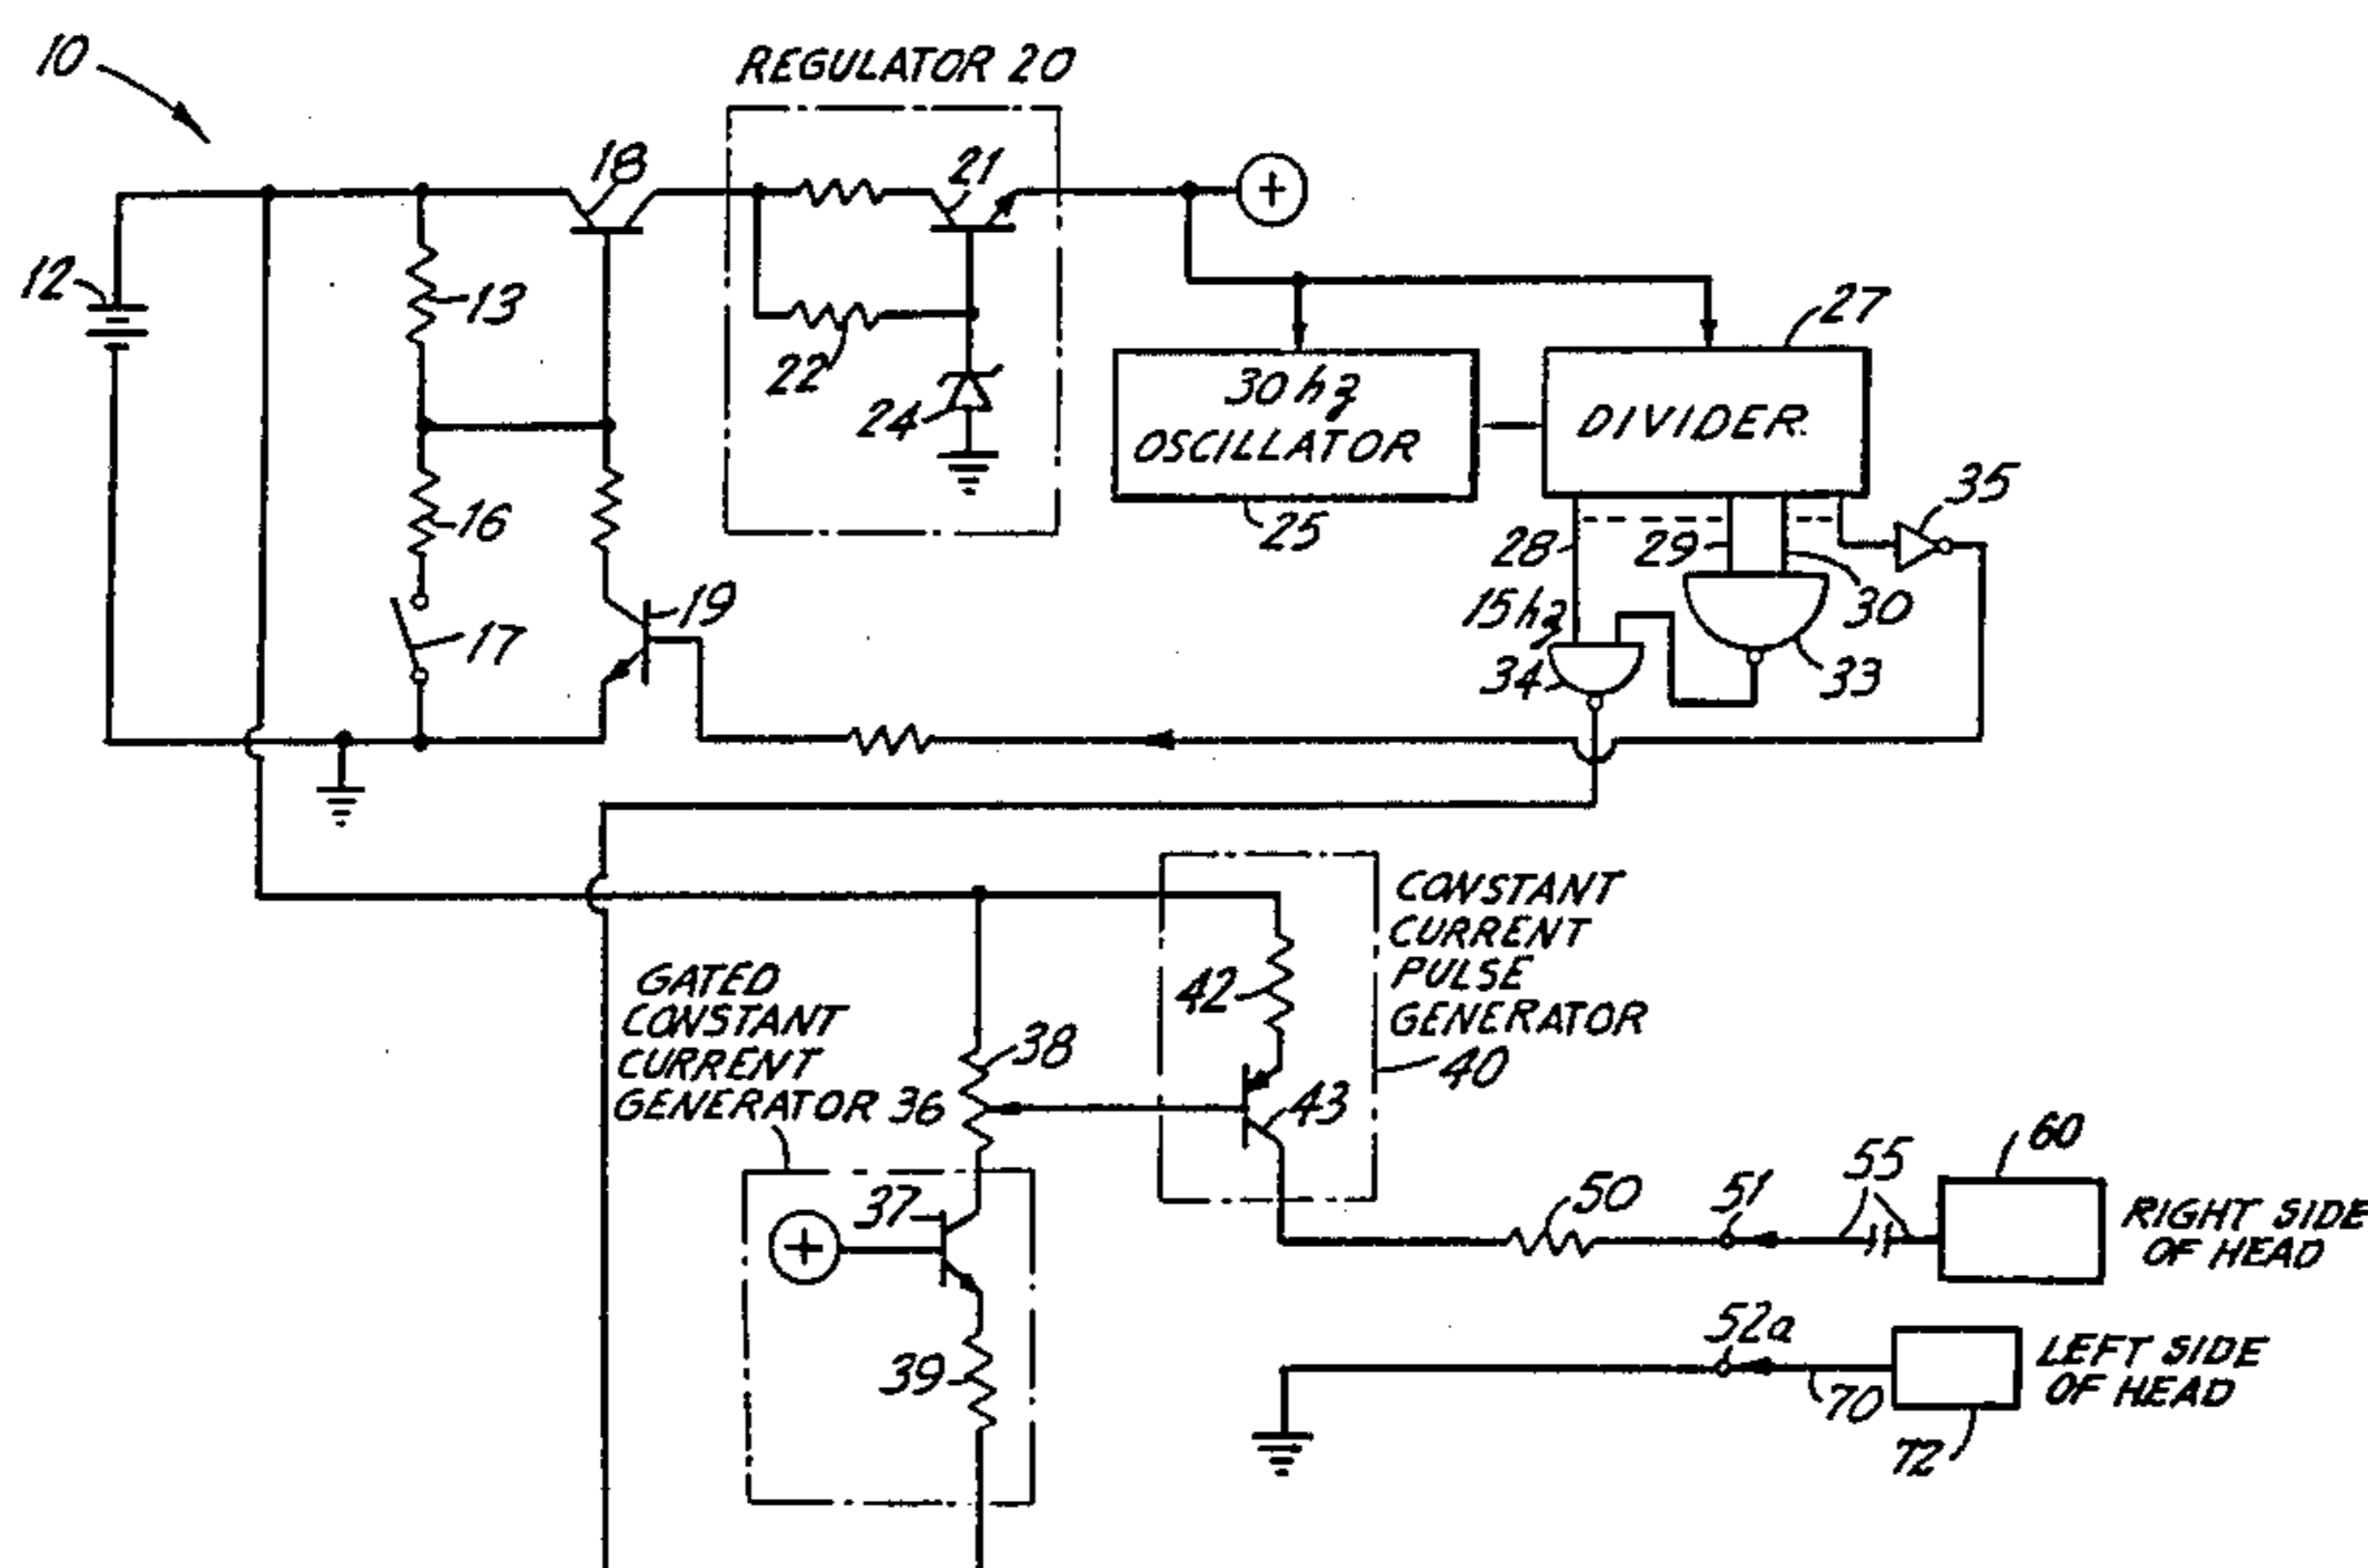 10
REGULATOR 20
18
21
12
13
22
24
27
30 hz
OSCILLATOR
DIVIDER
25
35
16
28
29
30
15 hz
17
19
34
33
CONSTANT
CURRENT
PULSE
GENERATOR
40
GATED
CONSTANT
CURRENT
GENERATOR 36
38
42
43
37
39
50
51
55
60
RIGHT SIDE
OF HEAD
52a
70
72
LEFT SIDE
OF HEAD